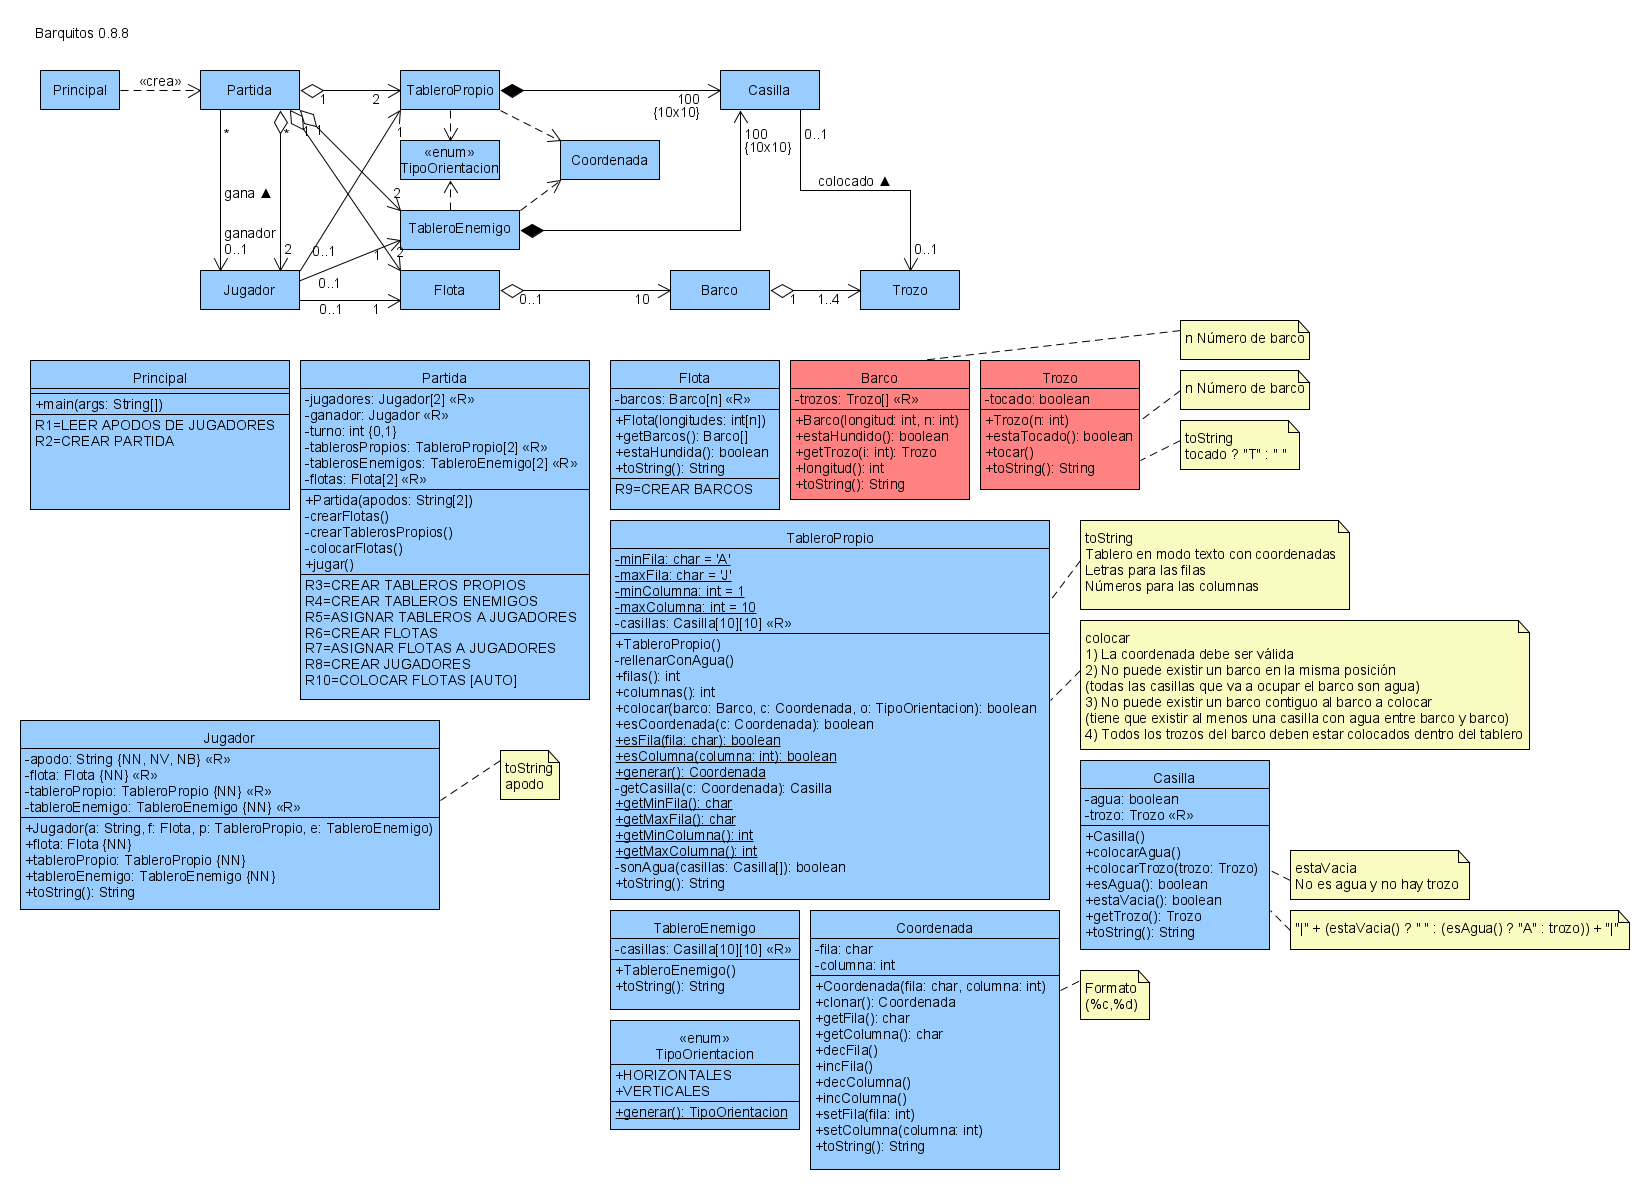 Barquitos 0.8.8
Principal
«crea»
Partida
1
2
TableroPropio
100
{10x10}
Casilla
*
*
1
1
1
«enum»
TipoOrientacion
Coordenada
100
{10x10}
0..1
colocado ▲
gana ▲
2
TableroEnemigo
ganador
0..1
2
0..1
1
2
0..1
0..1
Jugador
0..1
1
Flota
0..1
10
Barco
1
1..4
Trozo
n Número de barco
Principal
+main(args: String[])
R1=LEER APODOS DE JUGADORES
R2=CREAR PARTIDA
Partida
-jugadores: Jugador[2] «R»
-ganador: Jugador «R»
-turno: int {0,1}
-tablerosPropios: TableroPropio[2] «R»
-tablerosEnemigos: TableroEnemigo[2] «R»
-flotas: Flota[2] «R»
+Partida(apodos: String[2])
-crearFlotas()
-crearTablerosPropios()
-colocarFlotas()
+jugar()
R3=CREAR TABLEROS PROPIOS
R4=CREAR TABLEROS ENEMIGOS
R5=ASIGNAR TABLEROS A JUGADORES
R6=CREAR FLOTAS
R7=ASIGNAR FLOTAS A JUGADORES
R8=CREAR JUGADORES
R10=COLOCAR FLOTAS [AUTO]
Flota
-barcos: Barco[n] «R»
+Flota(longitudes: int[n])
+getBarcos(): Barco[]
+estaHundida(): boolean
+toString(): String
R9=CREAR BARCOS
Barco
-trozos: Trozo[] «R»
+Barco(longitud: int, n: int)
+estaHundido(): boolean
+getTrozo(i: int): Trozo
+longitud(): int
+toString(): String
Trozo
-tocado: boolean
+Trozo(n: int)
+estaTocado(): boolean
+tocar()
+toString(): String
n Número de barco
toString
tocado ? "T" : " "
TableroPropio
-minFila: char = 'A'
-maxFila: char = 'J'
-minColumna: int = 1
-maxColumna: int = 10
-casillas: Casilla[10][10] «R»
+TableroPropio()
-rellenarConAgua()
+filas(): int
+columnas(): int
+colocar(barco: Barco, c: Coordenada, o: TipoOrientacion): boolean
+esCoordenada(c: Coordenada): boolean
+esFila(fila: char): boolean
+esColumna(columna: int): boolean
+generar(): Coordenada
-getCasilla(c: Coordenada): Casilla
+getMinFila(): char
+getMaxFila(): char
+getMinColumna(): int
+getMaxColumna(): int
-sonAgua(casillas: Casilla[]): boolean
+toString(): String
toString
Tablero en modo texto con coordenadas
Letras para las filas
Números para las columnas
colocar
1) La coordenada debe ser válida
2) No puede existir un barco en la misma posición
(todas las casillas que va a ocupar el barco son agua)
3) No puede existir un barco contiguo al barco a colocar
(tiene que existir al menos una casilla con agua entre barco y barco)
4) Todos los trozos del barco deben estar colocados dentro del tablero
Jugador
-apodo: String {NN, NV, NB} «R»
-flota: Flota {NN} «R»
-tableroPropio: TableroPropio {NN} «R»
-tableroEnemigo: TableroEnemigo {NN} «R»
+Jugador(a: String, f: Flota, p: TableroPropio, e: TableroEnemigo)
+flota: Flota {NN}
+tableroPropio: TableroPropio {NN}
+tableroEnemigo: TableroEnemigo {NN}
+toString(): String
toString
apodo
Casilla
-agua: boolean
-trozo: Trozo «R»
+Casilla()
+colocarAgua()
+colocarTrozo(trozo: Trozo)
+esAgua(): boolean
+estaVacia(): boolean
+getTrozo(): Trozo
+toString(): String
estaVacia
No es agua y no hay trozo
"|" + (estaVacia() ? " " : (esAgua() ? "A" : trozo)) + "|"
TableroEnemigo
-casillas: Casilla[10][10] «R»
+TableroEnemigo()
+toString(): String
Coordenada
-fila: char
-columna: int
+Coordenada(fila: char, columna: int)
+clonar(): Coordenada
+getFila(): char
+getColumna(): char
+decFila()
+incFila()
+decColumna()
+incColumna()
+setFila(fila: int)
+setColumna(columna: int)
+toString(): String
Formato
(%c,%d)
«enum»
TipoOrientacion
+HORIZONTALES
+VERTICALES
+generar(): TipoOrientacion